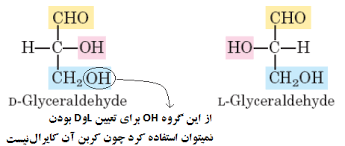 CHO
CHO
H—C—OH
HO—C—H
CH₂OH
CH₂OH
D-Glyceraldehyde
L-Glyceraldehyde
از این گروه OH برای تعیین LوD بودن
نمیتوان استفاده کرد چون کربن آن کایرال نیست